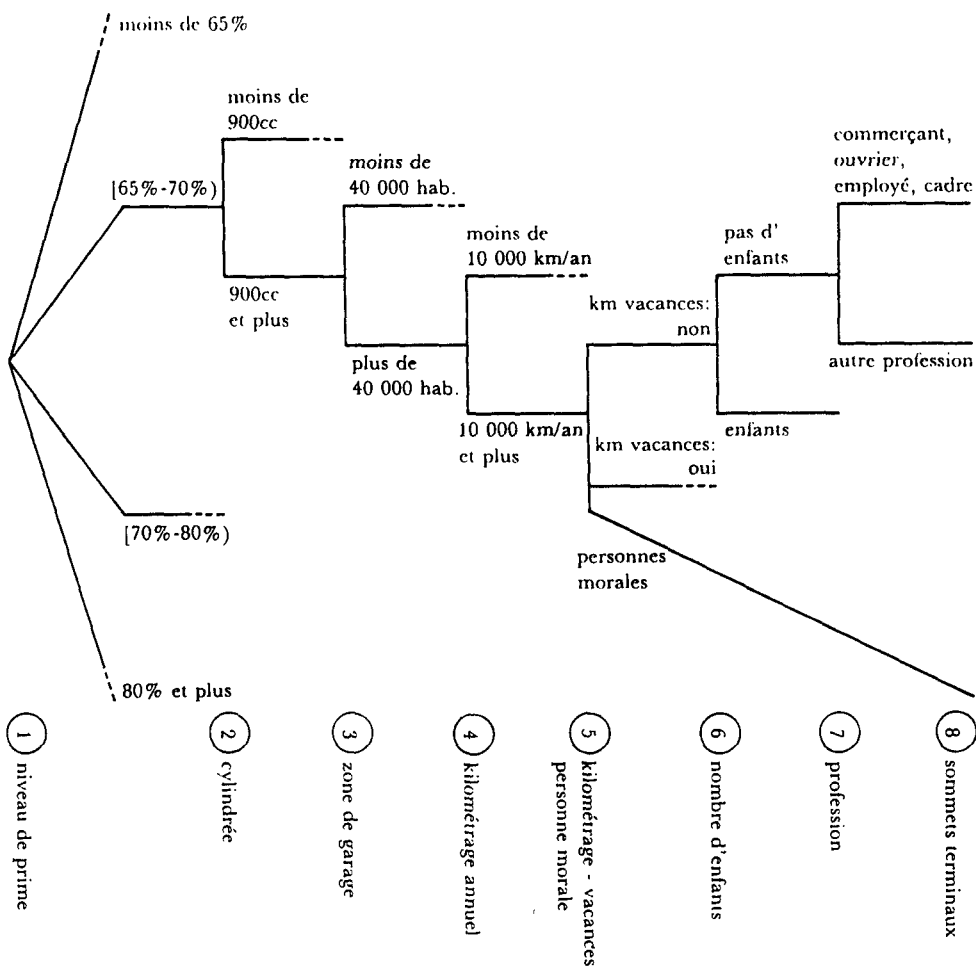 moins de 65%
moins de
900cc
[65%-70%)
900cc
et plus
moins de
40 000 hab.
plus de
40 000 hab.
moins de
10 000 km/an
10 000 km/an
et plus
km vacances:
non
km vacances:
oui
personnes
morales
pas d'
enfants
enfants
commerçant,
ouvrier,
employé, cadre
autre profession
[70%-80%)
80% et plus
1 niveau de prime
2 cylindrée
3 zone de garage
4 kilométrage annuel
5 kilométrage - vacances
personne morale
6 nombre d'enfants
7 profession
8 sommets terminaux